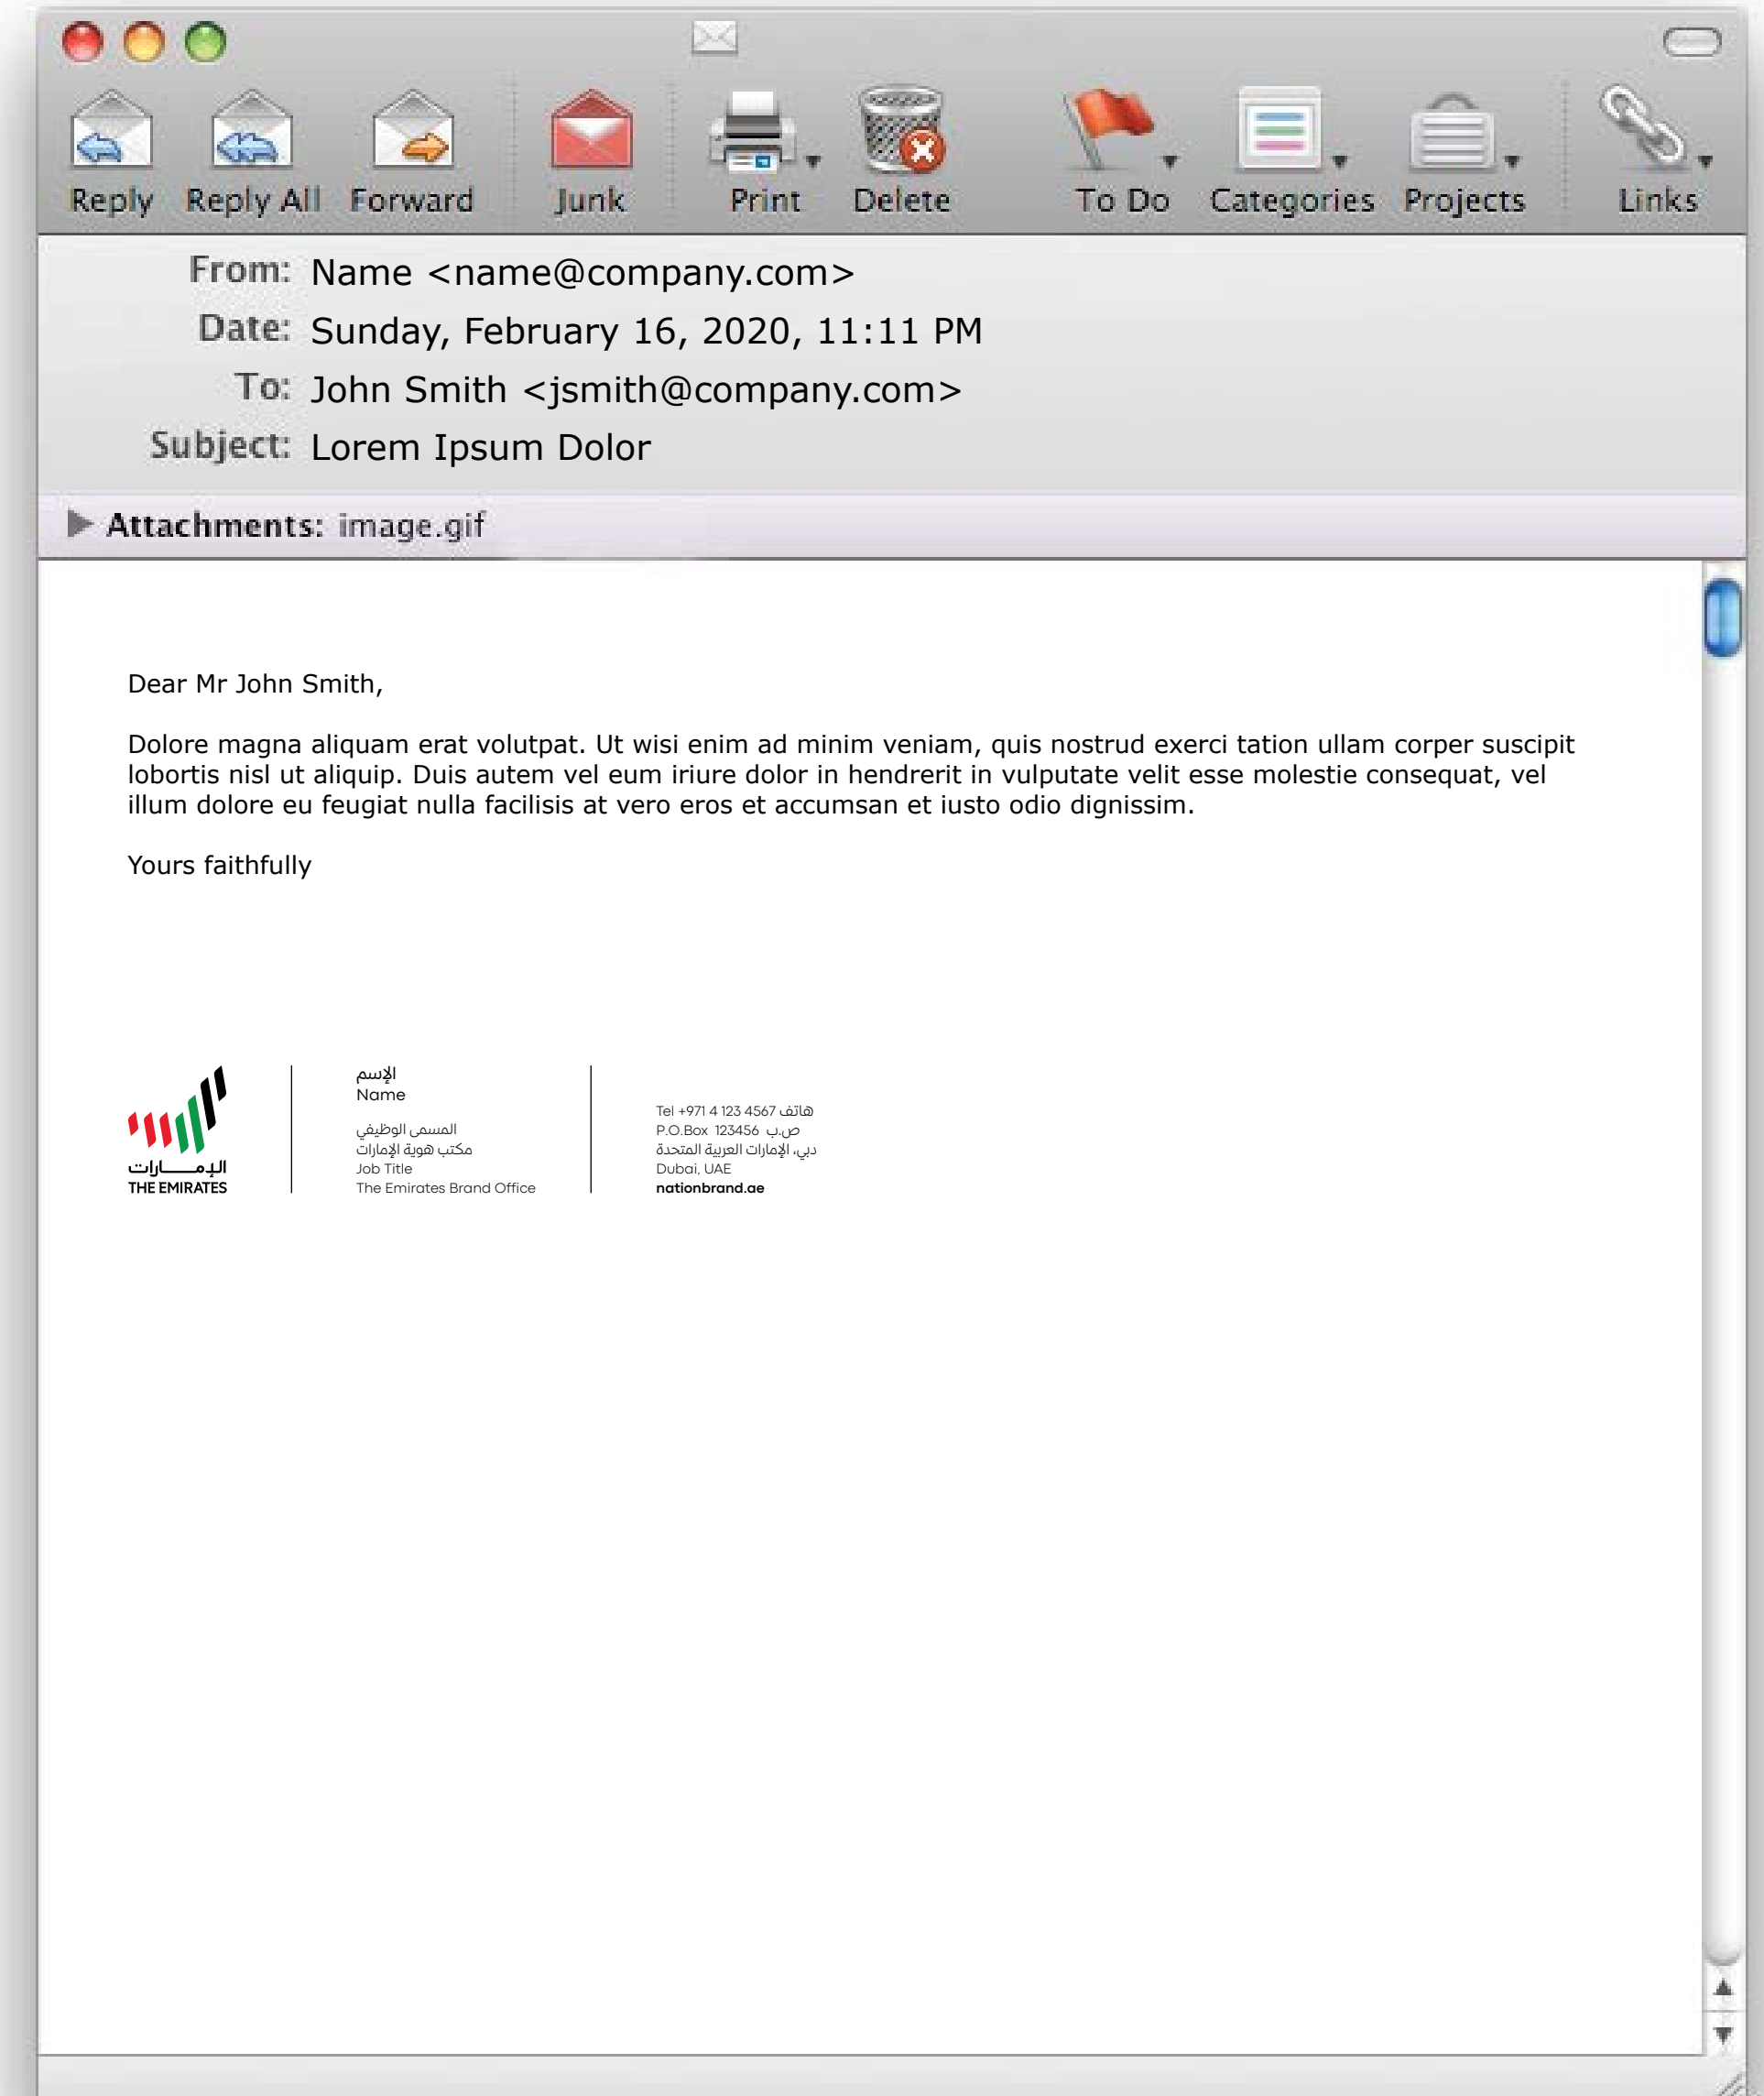 Reply Reply All Forward Junk Print Delete To Do Categories Projects Links
From: Name <name@company.com>
Date: Sunday, February 16, 2020, 11:11 PM
To: John Smith <jsmith@company.com>
Subject: Lorem Ipsum Dolor
Attachments: image.gif
Dear Mr John Smith,
Dolore magna aliquam erat volutpat. Ut wisi enim ad minim veniam, quis nostrud exerci tation ullam corper suscipit
lobortis nisl ut aliquip. Duis autem vel eum iriure dolor in hendrerit in vulputate velit esse molestie consequat, vel
illum dolore eu feugiat nulla facilisis at vero eros et accumsan et iusto odio dignissim.
Yours faithfully
الإمــــارات
THE EMIRATES
الإسم
Name
المسمى الوظيفي
مكتب هوية الإمارات
Job Title
The Emirates Brand Office
Tel +971 4 123 4567 هاتف
P.O.Box 123456 ص.ب
دبي، الإمارات العربية المتحدة
Dubai, UAE
nationbrand.ae